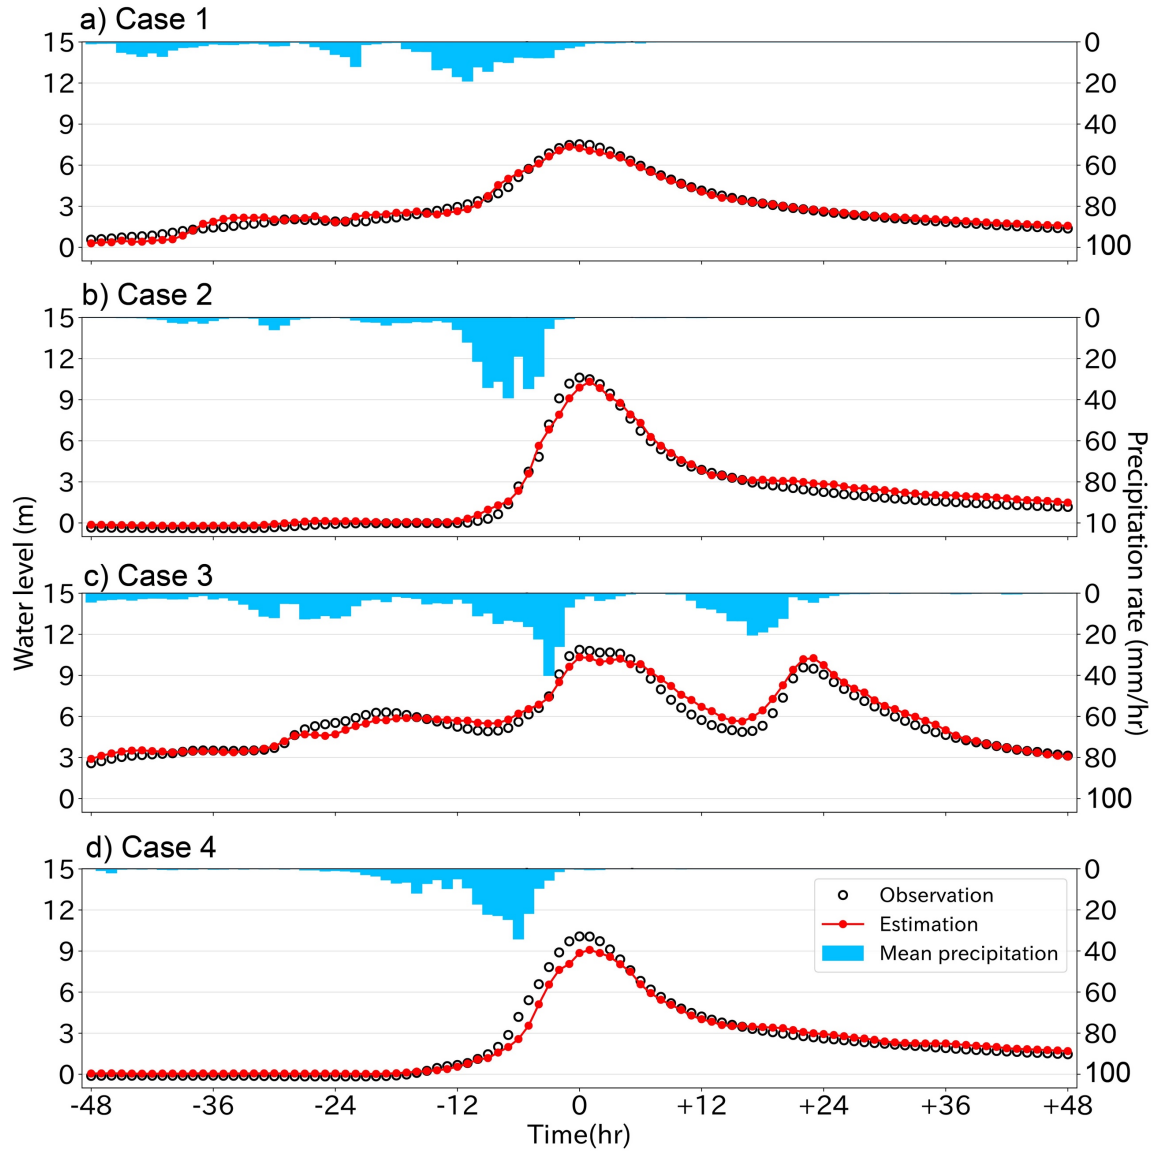 a) Case 1
15 0
12 20
9 40
6 60
3 80
0 100
b) Case 2
15 0
12 20
9 40
6 60
3 80
0 10
c) Case 3
15 0
12 20
9 40
6 60
3 80
0 100
d) Case 4
15 0
12 20
9 40
6 60
3 80
0 100
Observation
Estimation
Mean precipitation
-48 -36 -24 -12 0 +12 +24 +36 +48
Time(hr)
Water level (m)
Precipitation rate (mm/hr)